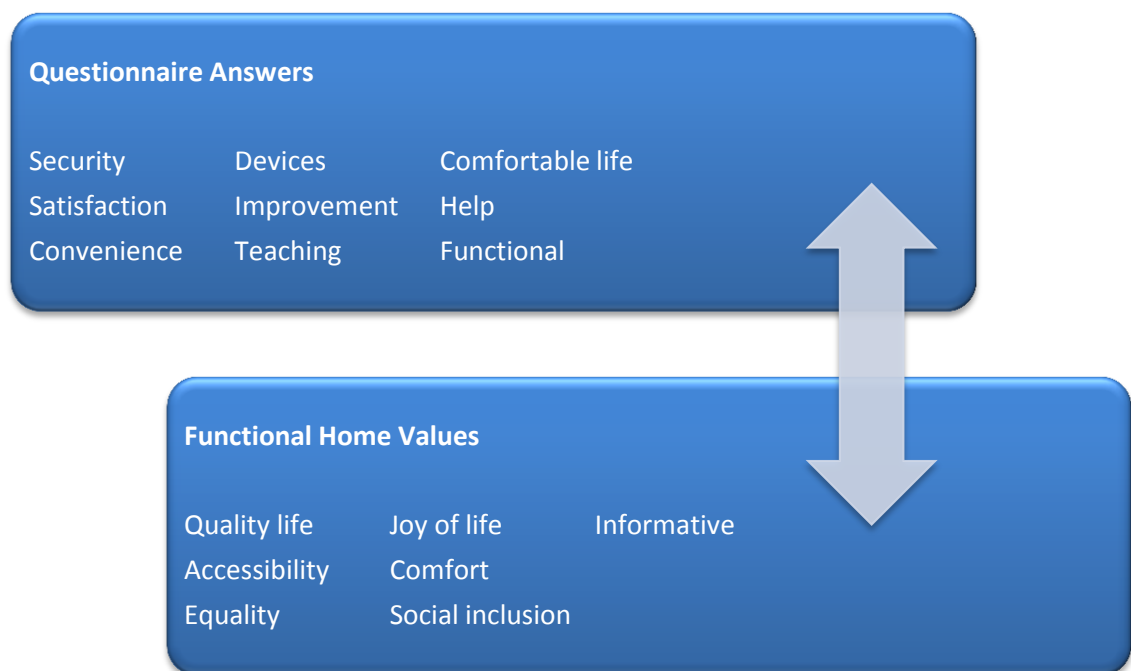 Questionnaire Answers
Security Devices Comfortable life
Satisfaction Improvement Help
Convenience Teaching Functional
Functional Home Values
Quality life Joy of life Informative
Accessibility Comfort
Equality Social inclusion